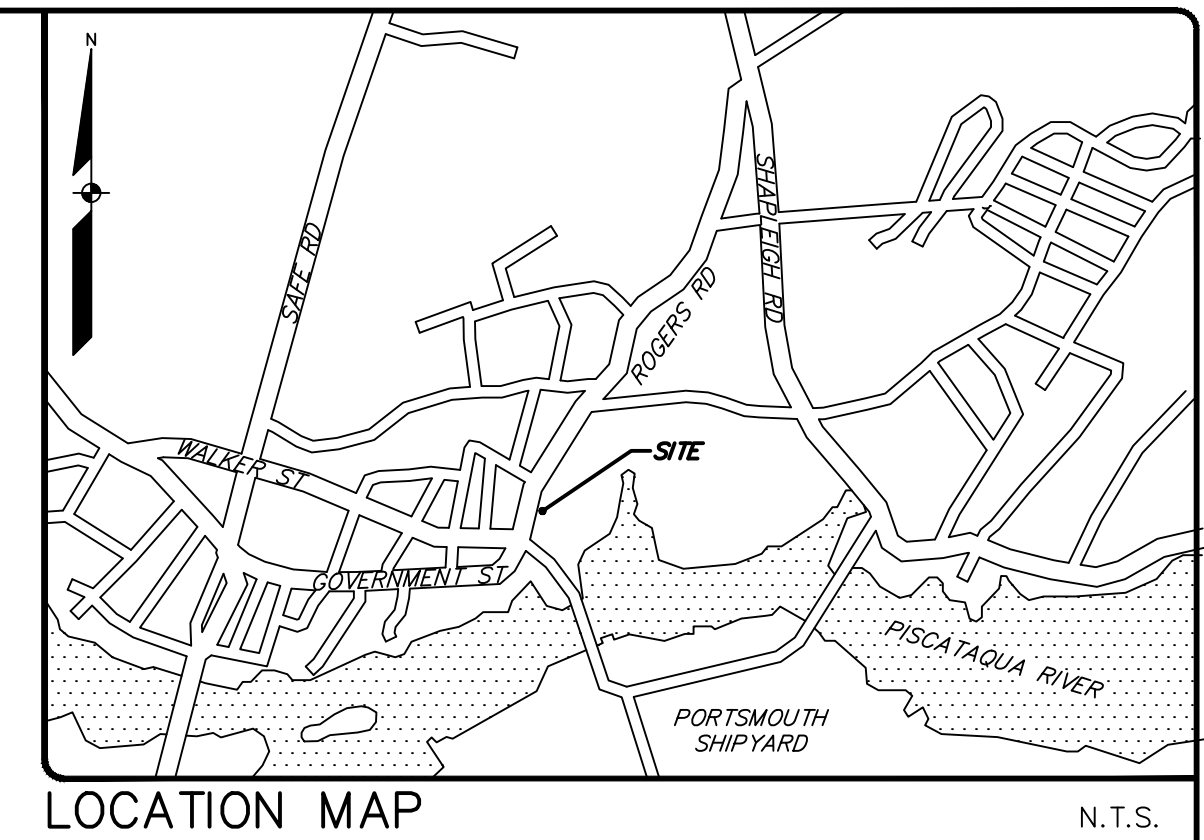 N
SAFE RD
SHAPLEIGH RD
ROGERS RD
WALKER ST
SITE
GOVERNMENT ST
PISCATAQUA RIVER
PORTSMOUTH
SHIPYARD
LOCATION MAP
N.T.S.